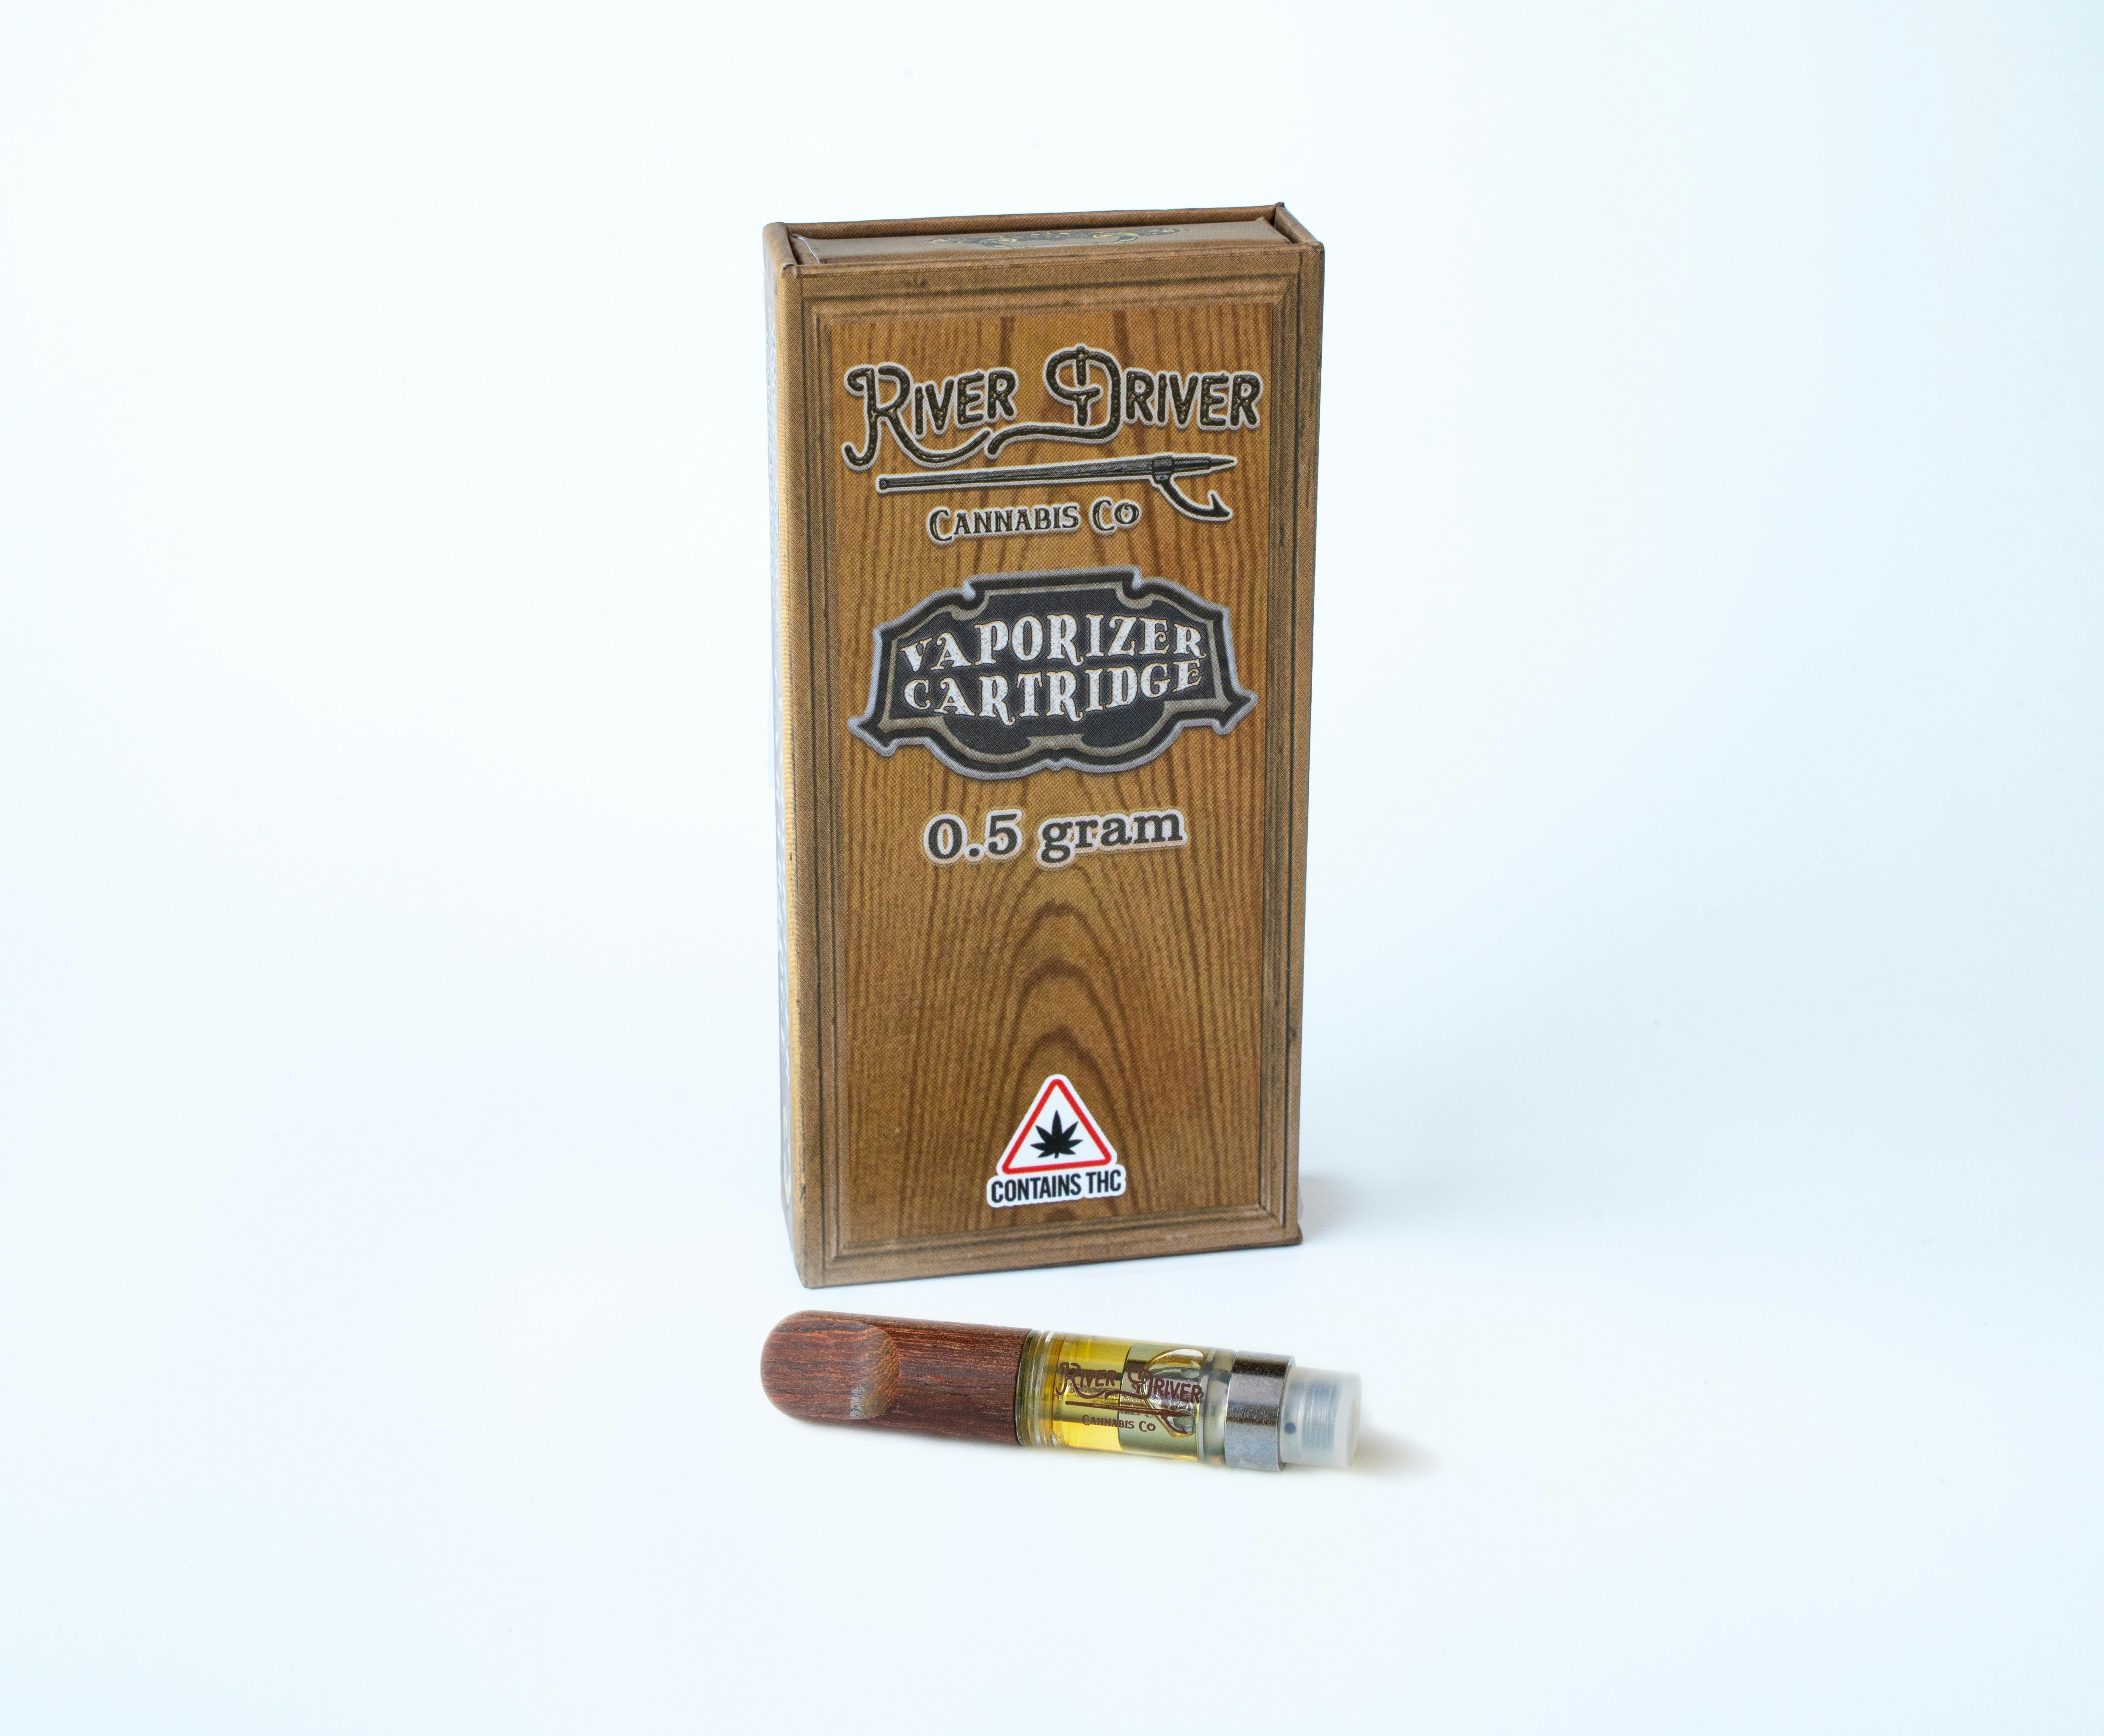 RIVER DRIVER
CANNABIS CO
VAPORIZER
CARTRIDGE
0.5 gram
CONTAINS THC
RIVER DRIVER
CANNABIS CO